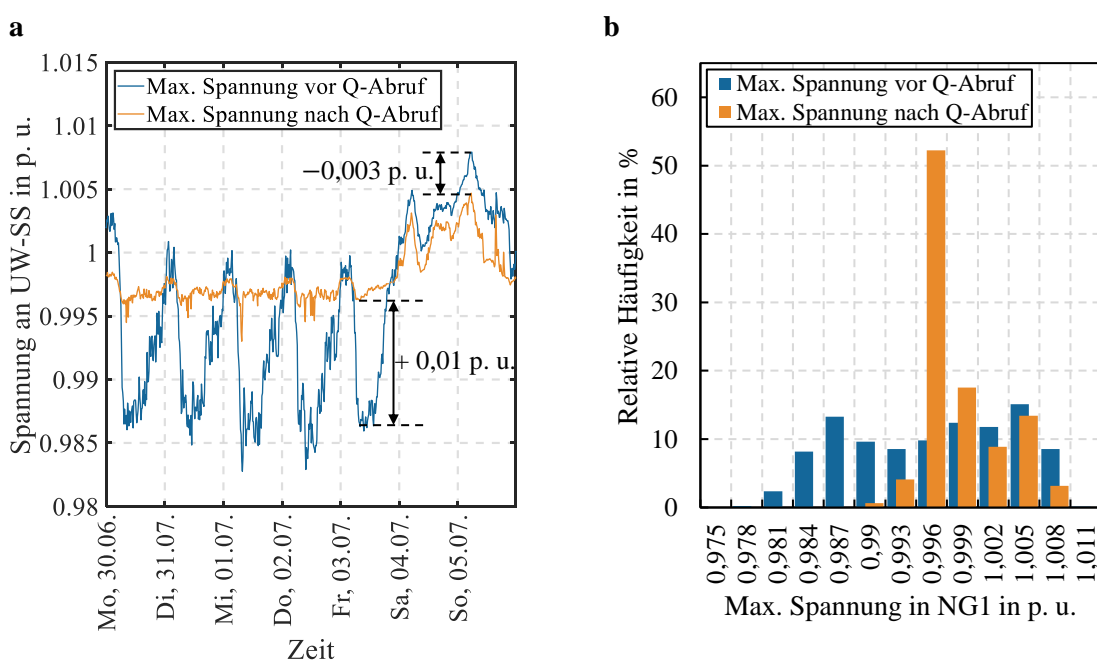 a
1.015
1.01
1.005
1
0.995
0.99
0.985
0.98
Spannung an UW-SS in p. u.
Max. Spannung vor Q-Abruf
Max. Spannung nach Q-Abruf
−0,003 p. u.
+ 0,01 p. u.
Mo, 30.06.
Di, 31.07.
Mi, 01.07.
Do, 02.07.
Fr, 03.07.
Sa, 04.07.
So, 05.07.
Zeit
b
60
50
40
30
20
10
0
Relative Häufigkeit in %
Max. Spannung vor Q-Abruf
Max. Spannung nach Q-Abruf
0,975
0,978
0,981
0,984
0,987
0,99
0,993
0,996
0,999
1,002
1,005
1,008
1,011
Max. Spannung in NG1 in p. u.